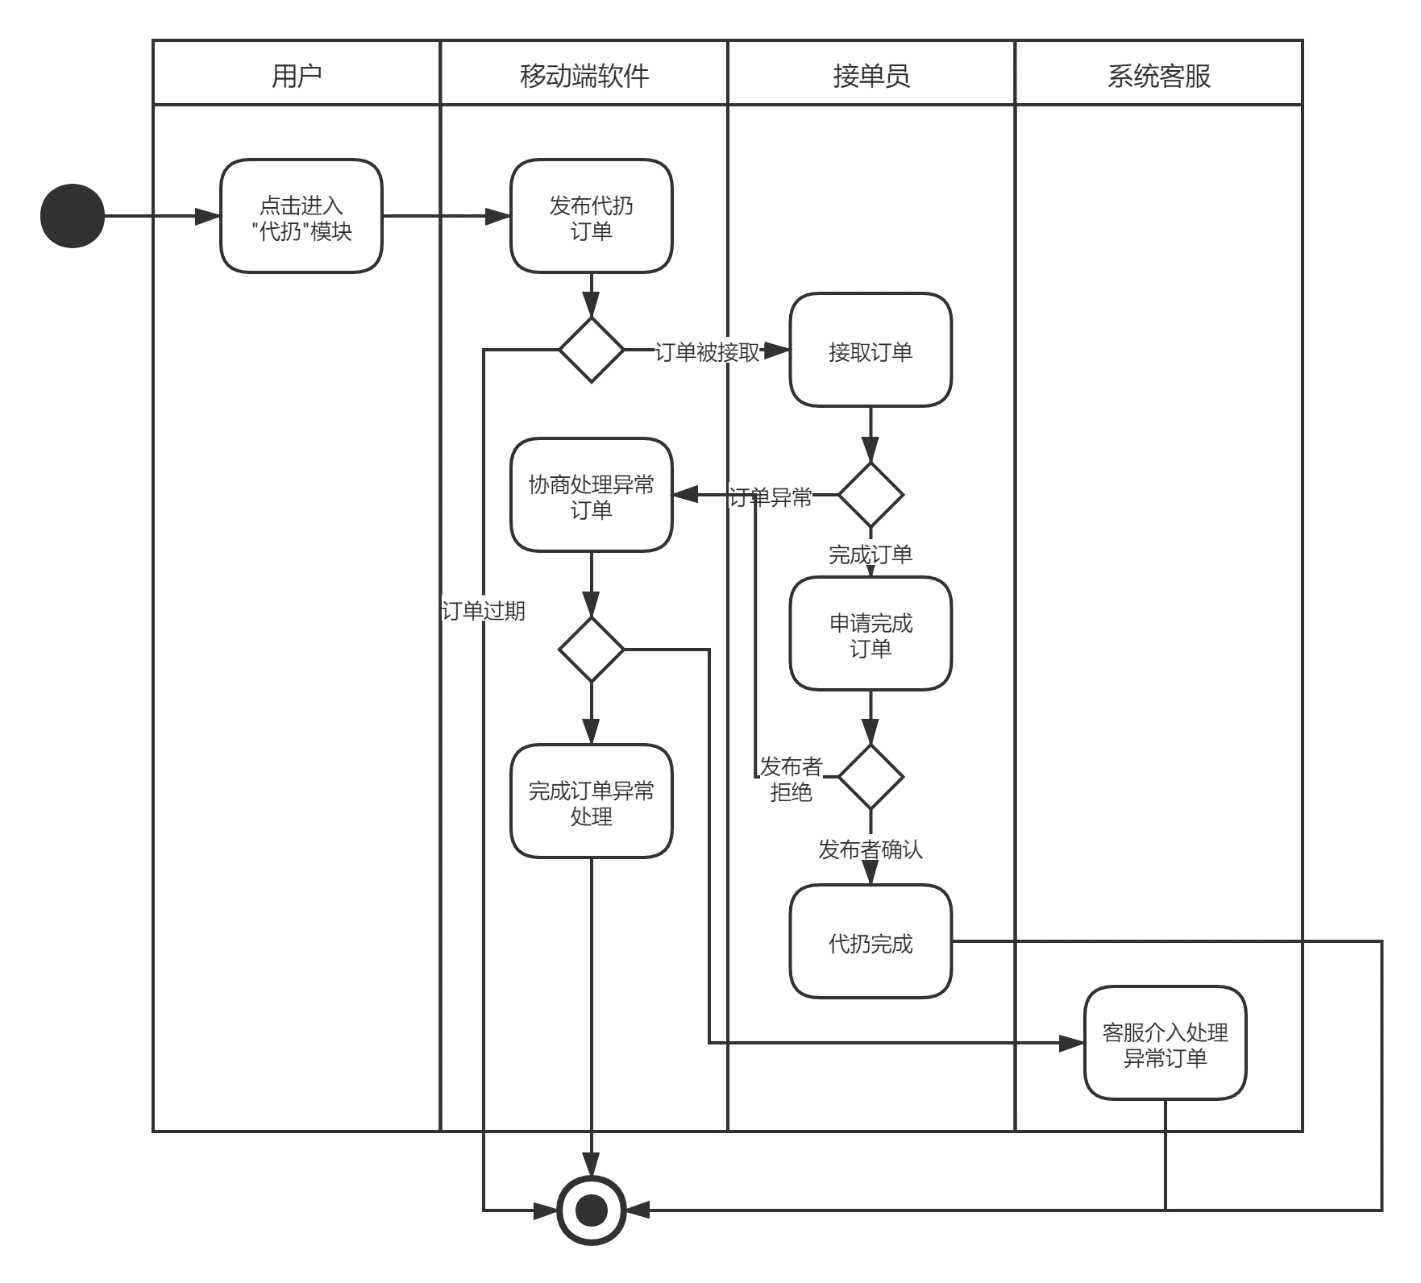 用户
移动端软件
接单员
系统客服
点击进入
"代扔"模块
发布代扔
订单
订单被接取
接取订单
协商处理异常
订单
订单异常
完成订单
订单过期
申请完成
订单
发布者
拒绝
完成订单异常
处理
发布者确认
代扔完成
客服介入处理
异常订单